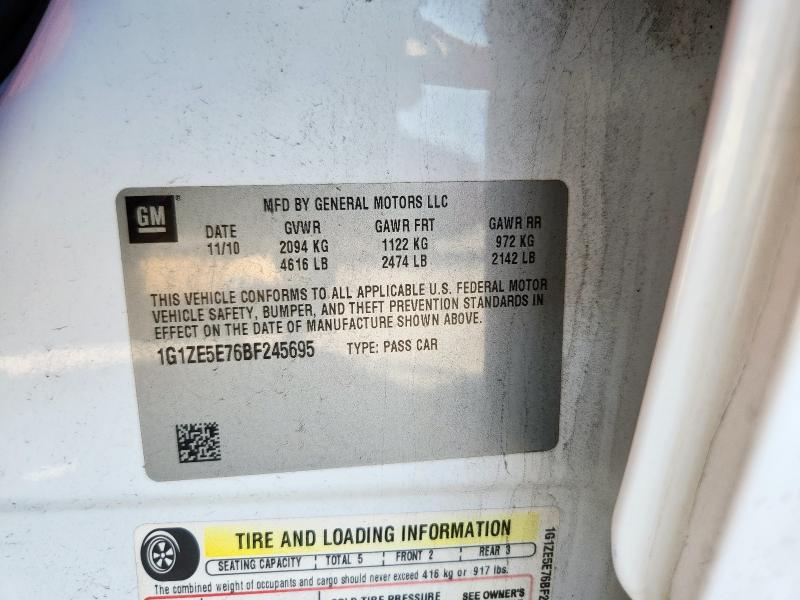 GM
MFD BY GENERAL MOTORS LLC
DATE GVWR GAWR FRT GAWR RR
11/10 2094 KG 1122 KG 972 KG
4616 LB 2474 LB 2142 LB
THIS VEHICLE CONFORMS TO ALL APPLICABLE U.S. FEDERAL MOTOR
VEHICLE SAFETY, BUMPER, AND THEFT PREVENTION STANDARDS IN
EFFECT ON THE DATE OF MANUFACTURE SHOWN ABOVE.
1G1ZE5E76BF245695 TYPE: PASS CAR
TIRE AND LOADING INFORMATION
SEATING CAPACITY TOTAL 5 FRONT 2 REAR 3
The combined weight of occupants and cargo should never exceed 416 kg or 917 lbs.
COLD TIRE PRESSURE SEE OWNER'S
1G1ZE5E76BF2